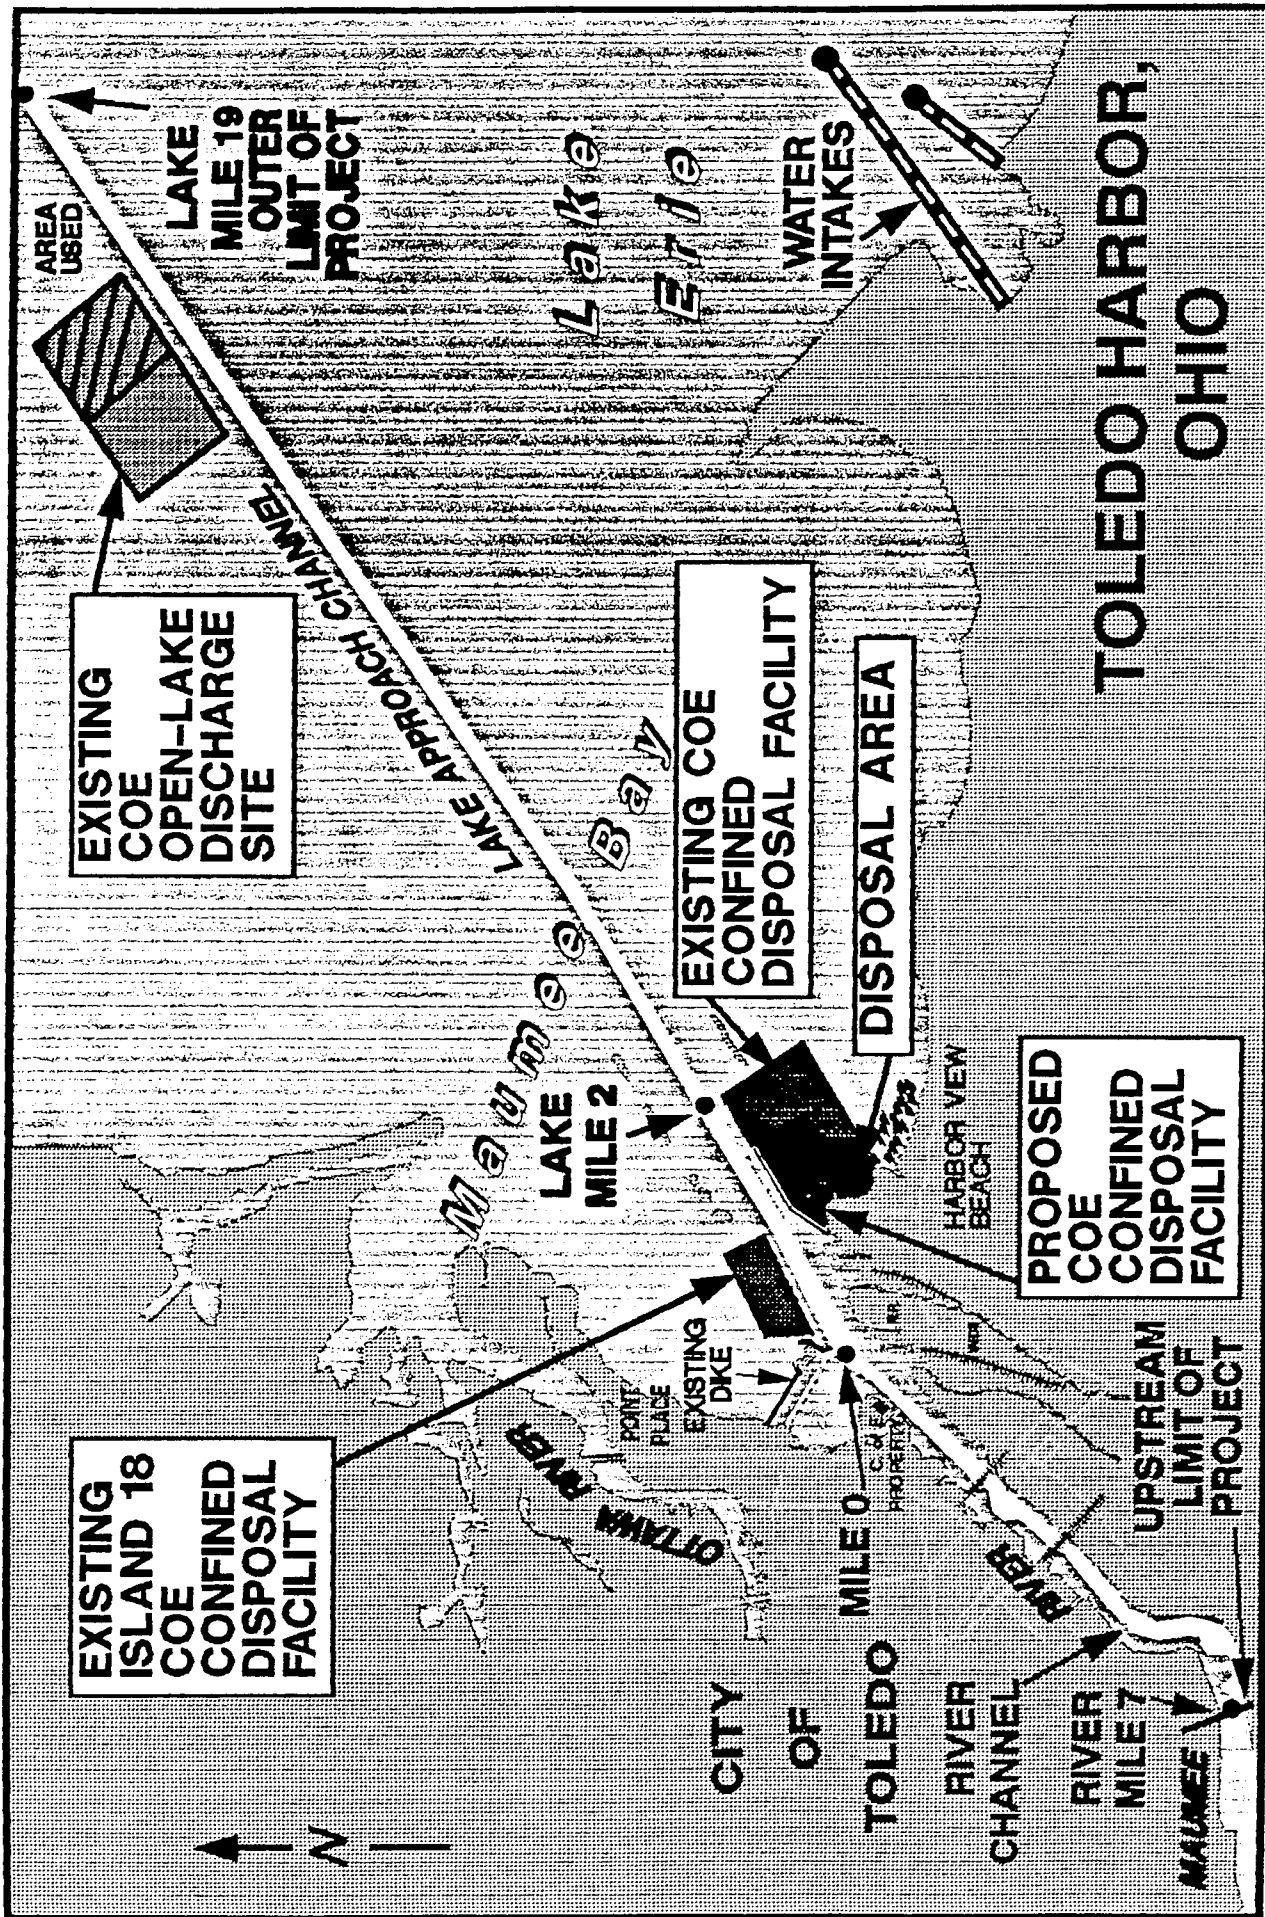 EXISTING
ISLAND 18
COE
CONFINED
DISPOSAL
FACILITY
EXISTING
COE
OPEN-LAKE
DISCHARGE
SITE
AREA
USED
LAKE
MILE 19
OUTER
LIMIT OF
PROJECT
LAKE APPROACH CHANNEL
Maumee Bay
Lake
Erie
WATER
INTAKES
LAKE
MILE 2
EXISTING COE
CONFINED
DISPOSAL FACILITY
DISPOSAL AREA
HARBOR VIEW
BEACH
PROPOSED
COE
CONFINED
DISPOSAL
FACILITY
N
OTTAWA RIVER
POINT
PLACE
EXISTING
DIKE
C. of E.
PROPERTY
R.R.
MILE 0
CITY
OF
TOLEDO
RIVER
CHANNEL
RIVER
MILE 7
MAUMEE
RIVER
UPSTREAM
LIMIT OF
PROJECT
TOLEDO HARBOR,
OHIO